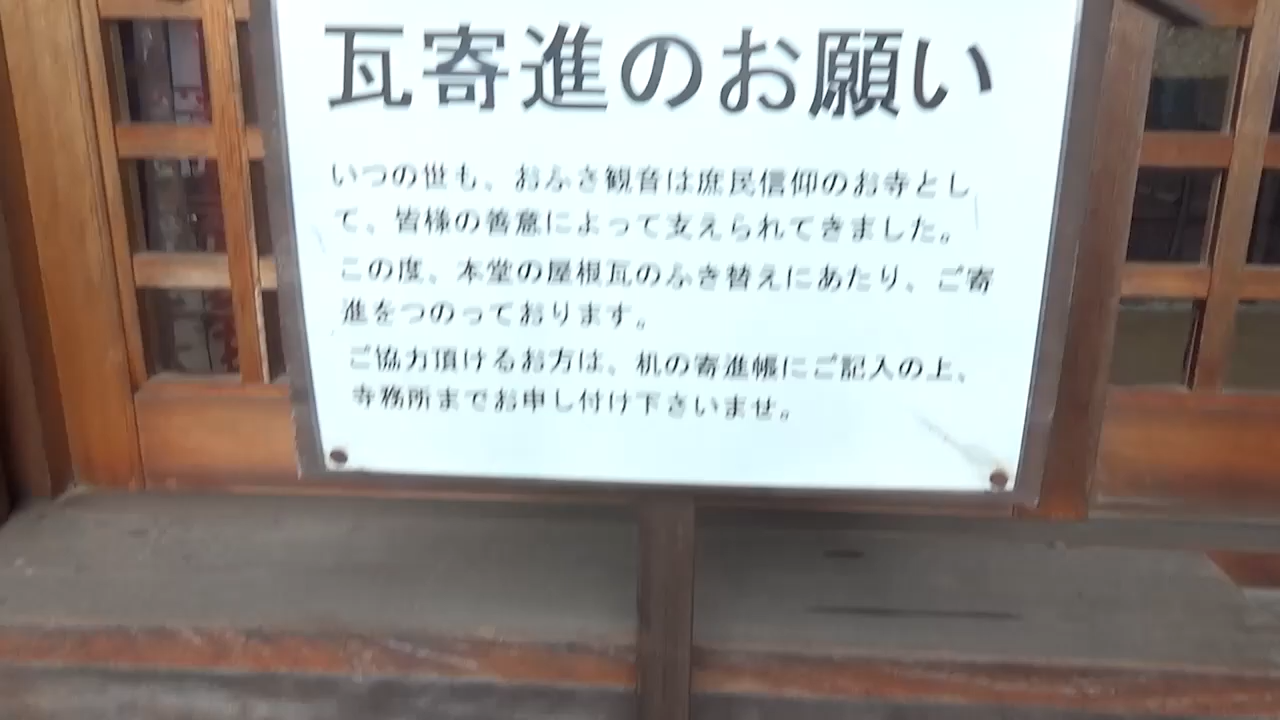 瓦寄進のお願い
いつの世も、おふさ観音は庶民信仰のお寺とし
て、皆様の善意によって支えられてきました。
この度、本堂の屋根瓦のふき替えにあたり、ご寄
進をつのっております。
ご協力頂けるお方は、机の寄進帳にご記入の上、
寺務所までお申し付け下さいませ。